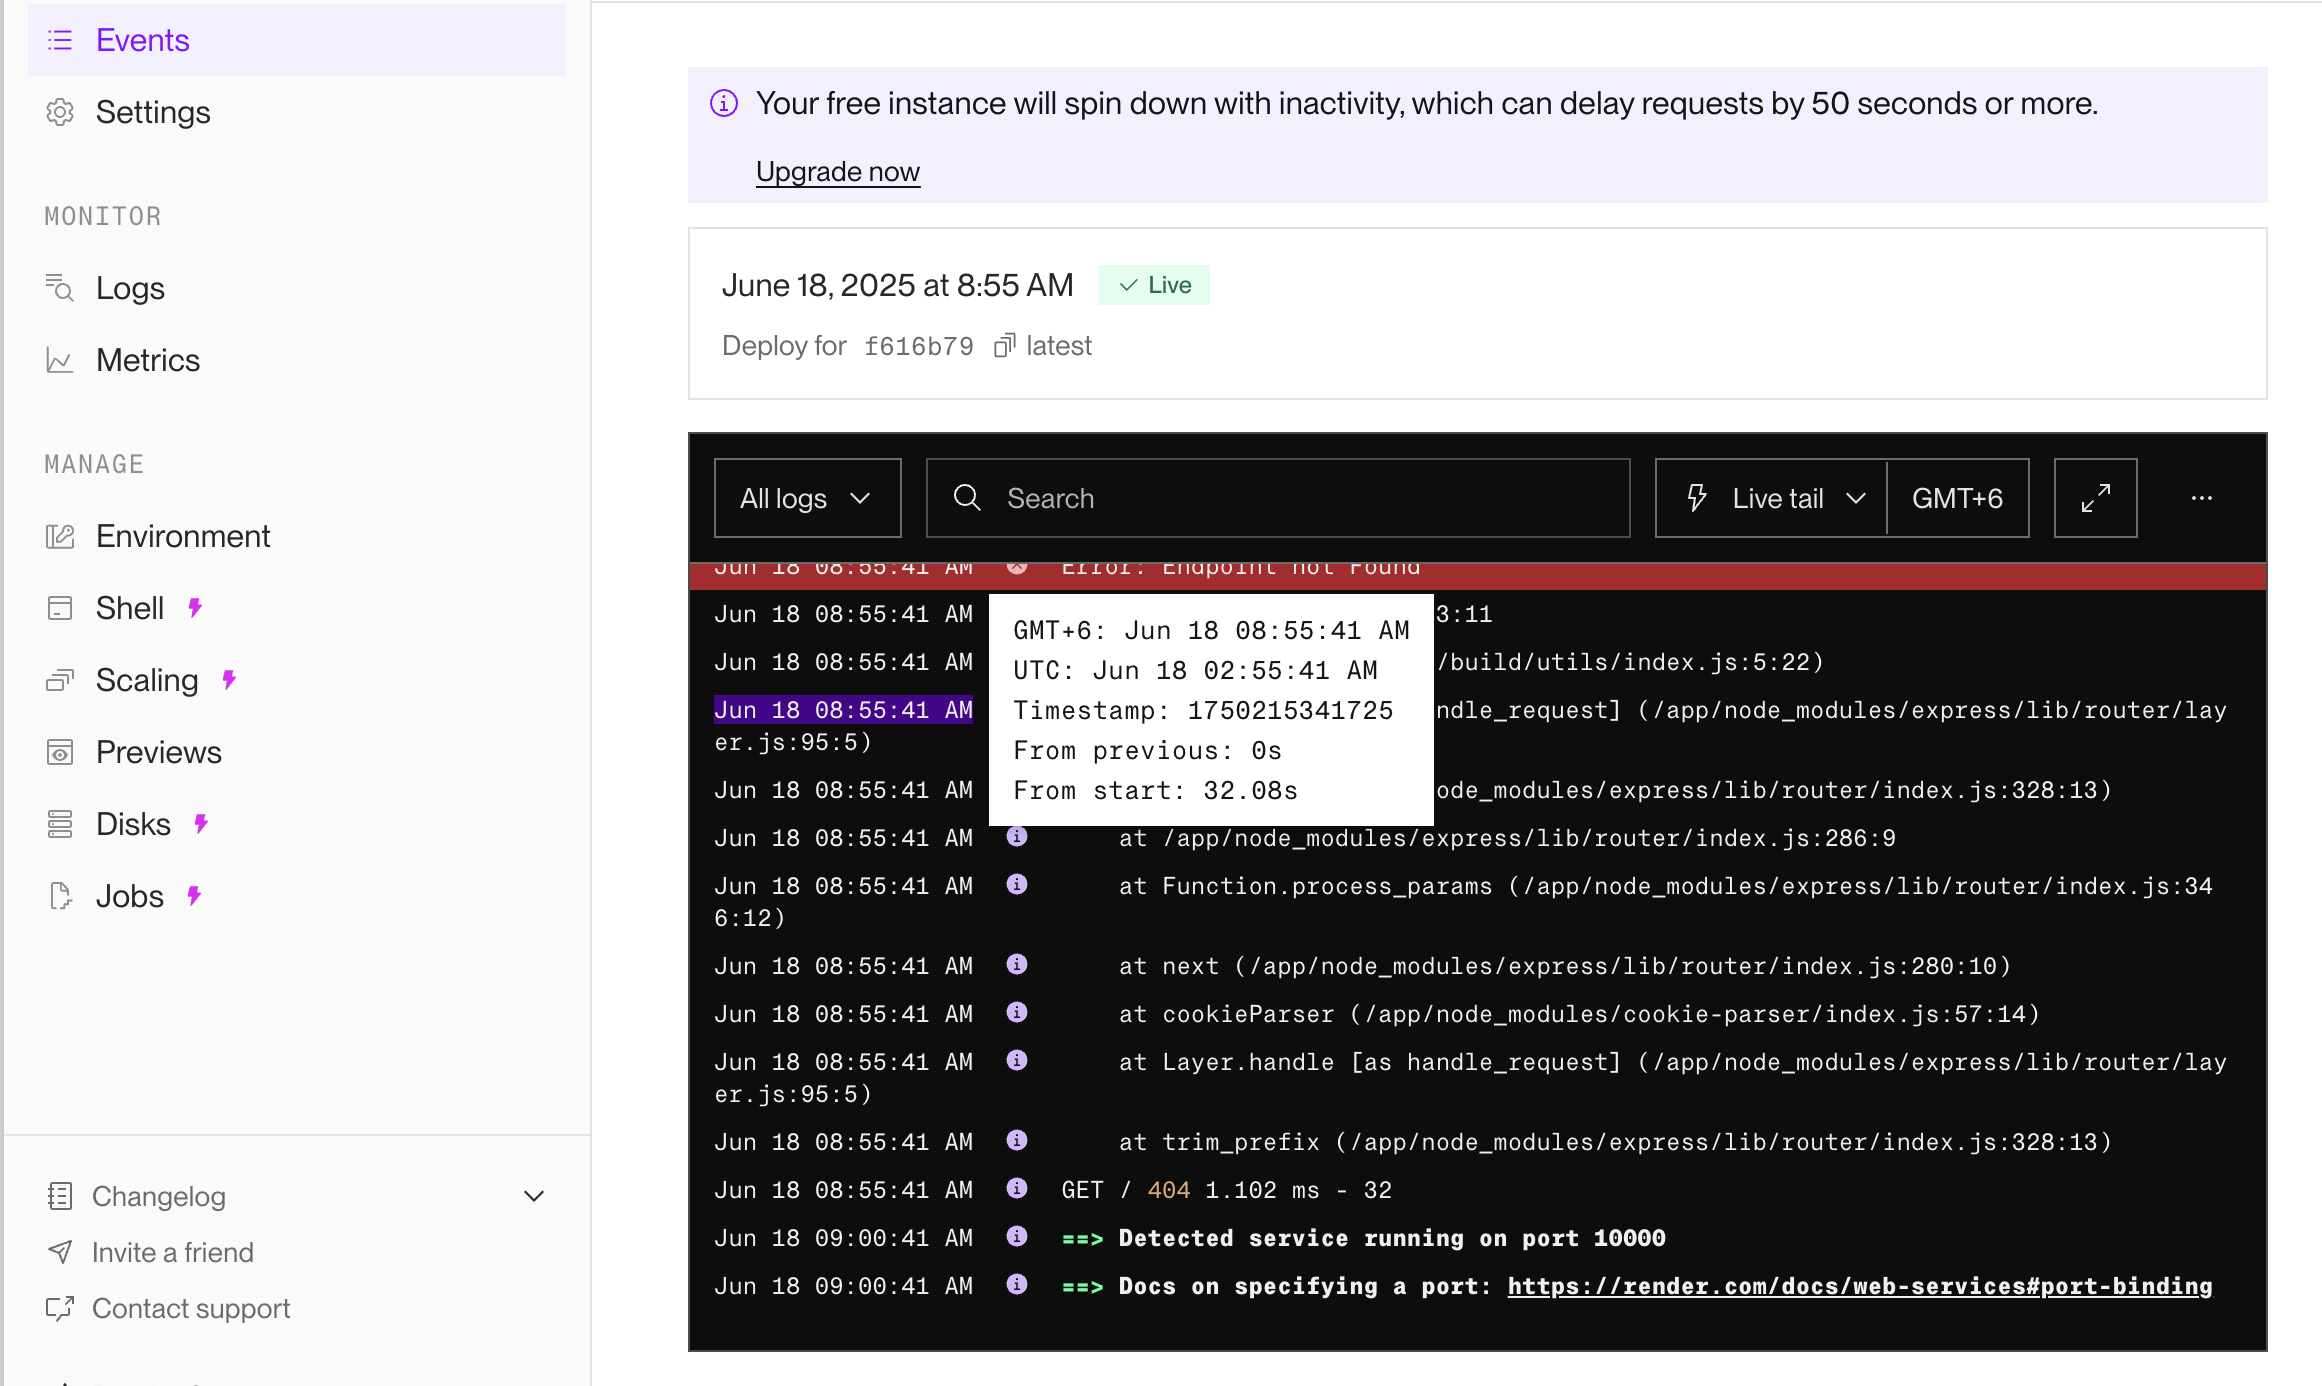 Events
Settings
MONITOR
Logs
Metrics
MANAGE
Environment
Shell
Scaling
Previews
Disks
Jobs
Changelog
Invite a friend
Contact support
Your free instance will spin down with inactivity, which can delay requests by 50 seconds or more.
Upgrade now
June 18, 2025 at 8:55 AM Live
Deploy for f616b79 latest
All logs Search Live tail GMT+6 ...
Jun 18 08:55:41 AM Error: Endpoint not Found
Jun 18 08:55:41 AM 3:11
Jun 18 08:55:41 AM /build/utils/index.js:5:22)
Jun 18 08:55:41 AM ndle_request] (/app/node_modules/express/lib/router/lay
er.js:95:5)
GMT+6: Jun 18 08:55:41 AM
UTC: Jun 18 02:55:41 AM
Timestamp: 1750215341725
From previous: 0s
From start: 32.08s
Jun 18 08:55:41 AM ode_modules/express/lib/router/index.js:328:13)
Jun 18 08:55:41 AM at /app/node_modules/express/lib/router/index.js:286:9
Jun 18 08:55:41 AM at Function.process_params (/app/node_modules/express/lib/router/index.js:34
6:12)
Jun 18 08:55:41 AM at next (/app/node_modules/express/lib/router/index.js:280:10)
Jun 18 08:55:41 AM at cookieParser (/app/node_modules/cookie-parser/index.js:57:14)
Jun 18 08:55:41 AM at Layer.handle [as handle_request] (/app/node_modules/express/lib/router/lay
er.js:95:5)
Jun 18 08:55:41 AM at trim_prefix (/app/node_modules/express/lib/router/index.js:328:13)
Jun 18 08:55:41 AM GET / 404 1.102 ms - 32
Jun 18 09:00:41 AM ==> Detected service running on port 10000
Jun 18 09:00:41 AM ==> Docs on specifying a port: https://render.com/docs/web-services#port-binding